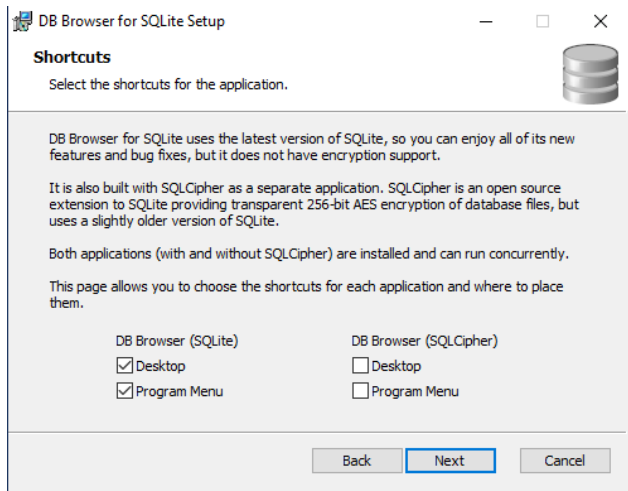 DB Browser for SQLite Setup
Shortcuts
Select the shortcuts for the application.
DB Browser for SQLite uses the latest version of SQLite, so you can enjoy all of its new
features and bug fixes, but it does not have encryption support.
It is also built with SQLCipher as a separate application. SQLCipher is an open source
extension to SQLite providing transparent 256-bit AES encryption of database files, but
uses a slightly older version of SQLite.
Both applications (with and without SQLCipher) are installed and can run concurrently.
This page allows you to choose the shortcuts for each application and where to place
them.
DB Browser (SQLite) DB Browser (SQLCipher)
Desktop Desktop
Program Menu Program Menu
Back Next Cancel